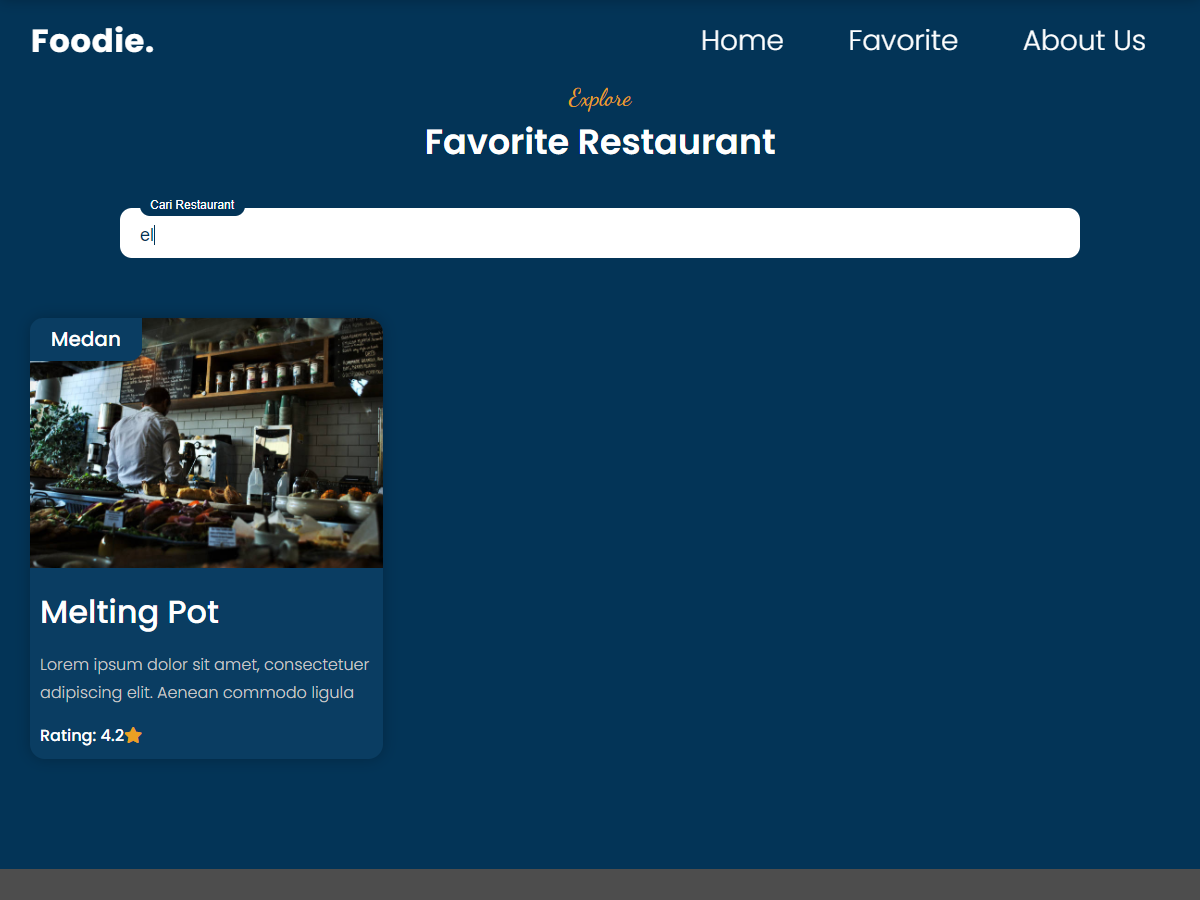 Foodie.
Home Favorite About Us
Explore
Favorite Restaurant
Cari Restaurant
el
Medan
Melting Pot
Lorem ipsum dolor sit amet, consectetuer
adipiscing elit. Aenean commodo ligula
Rating: 4.2